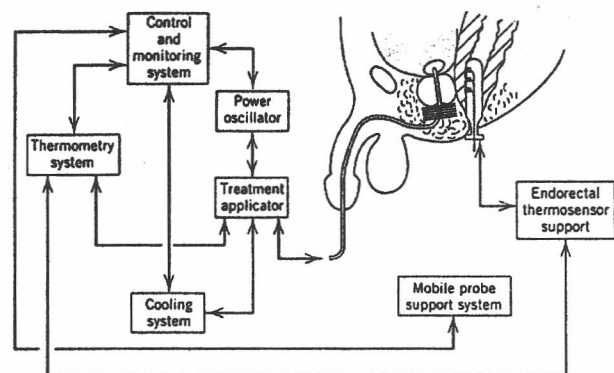 Control
and
monitoring
system
Power
oscillator
Thermometry
system
Treatment
applicator
Endorectal
thermosensor
support
Cooling
system
Mobile probe
support system